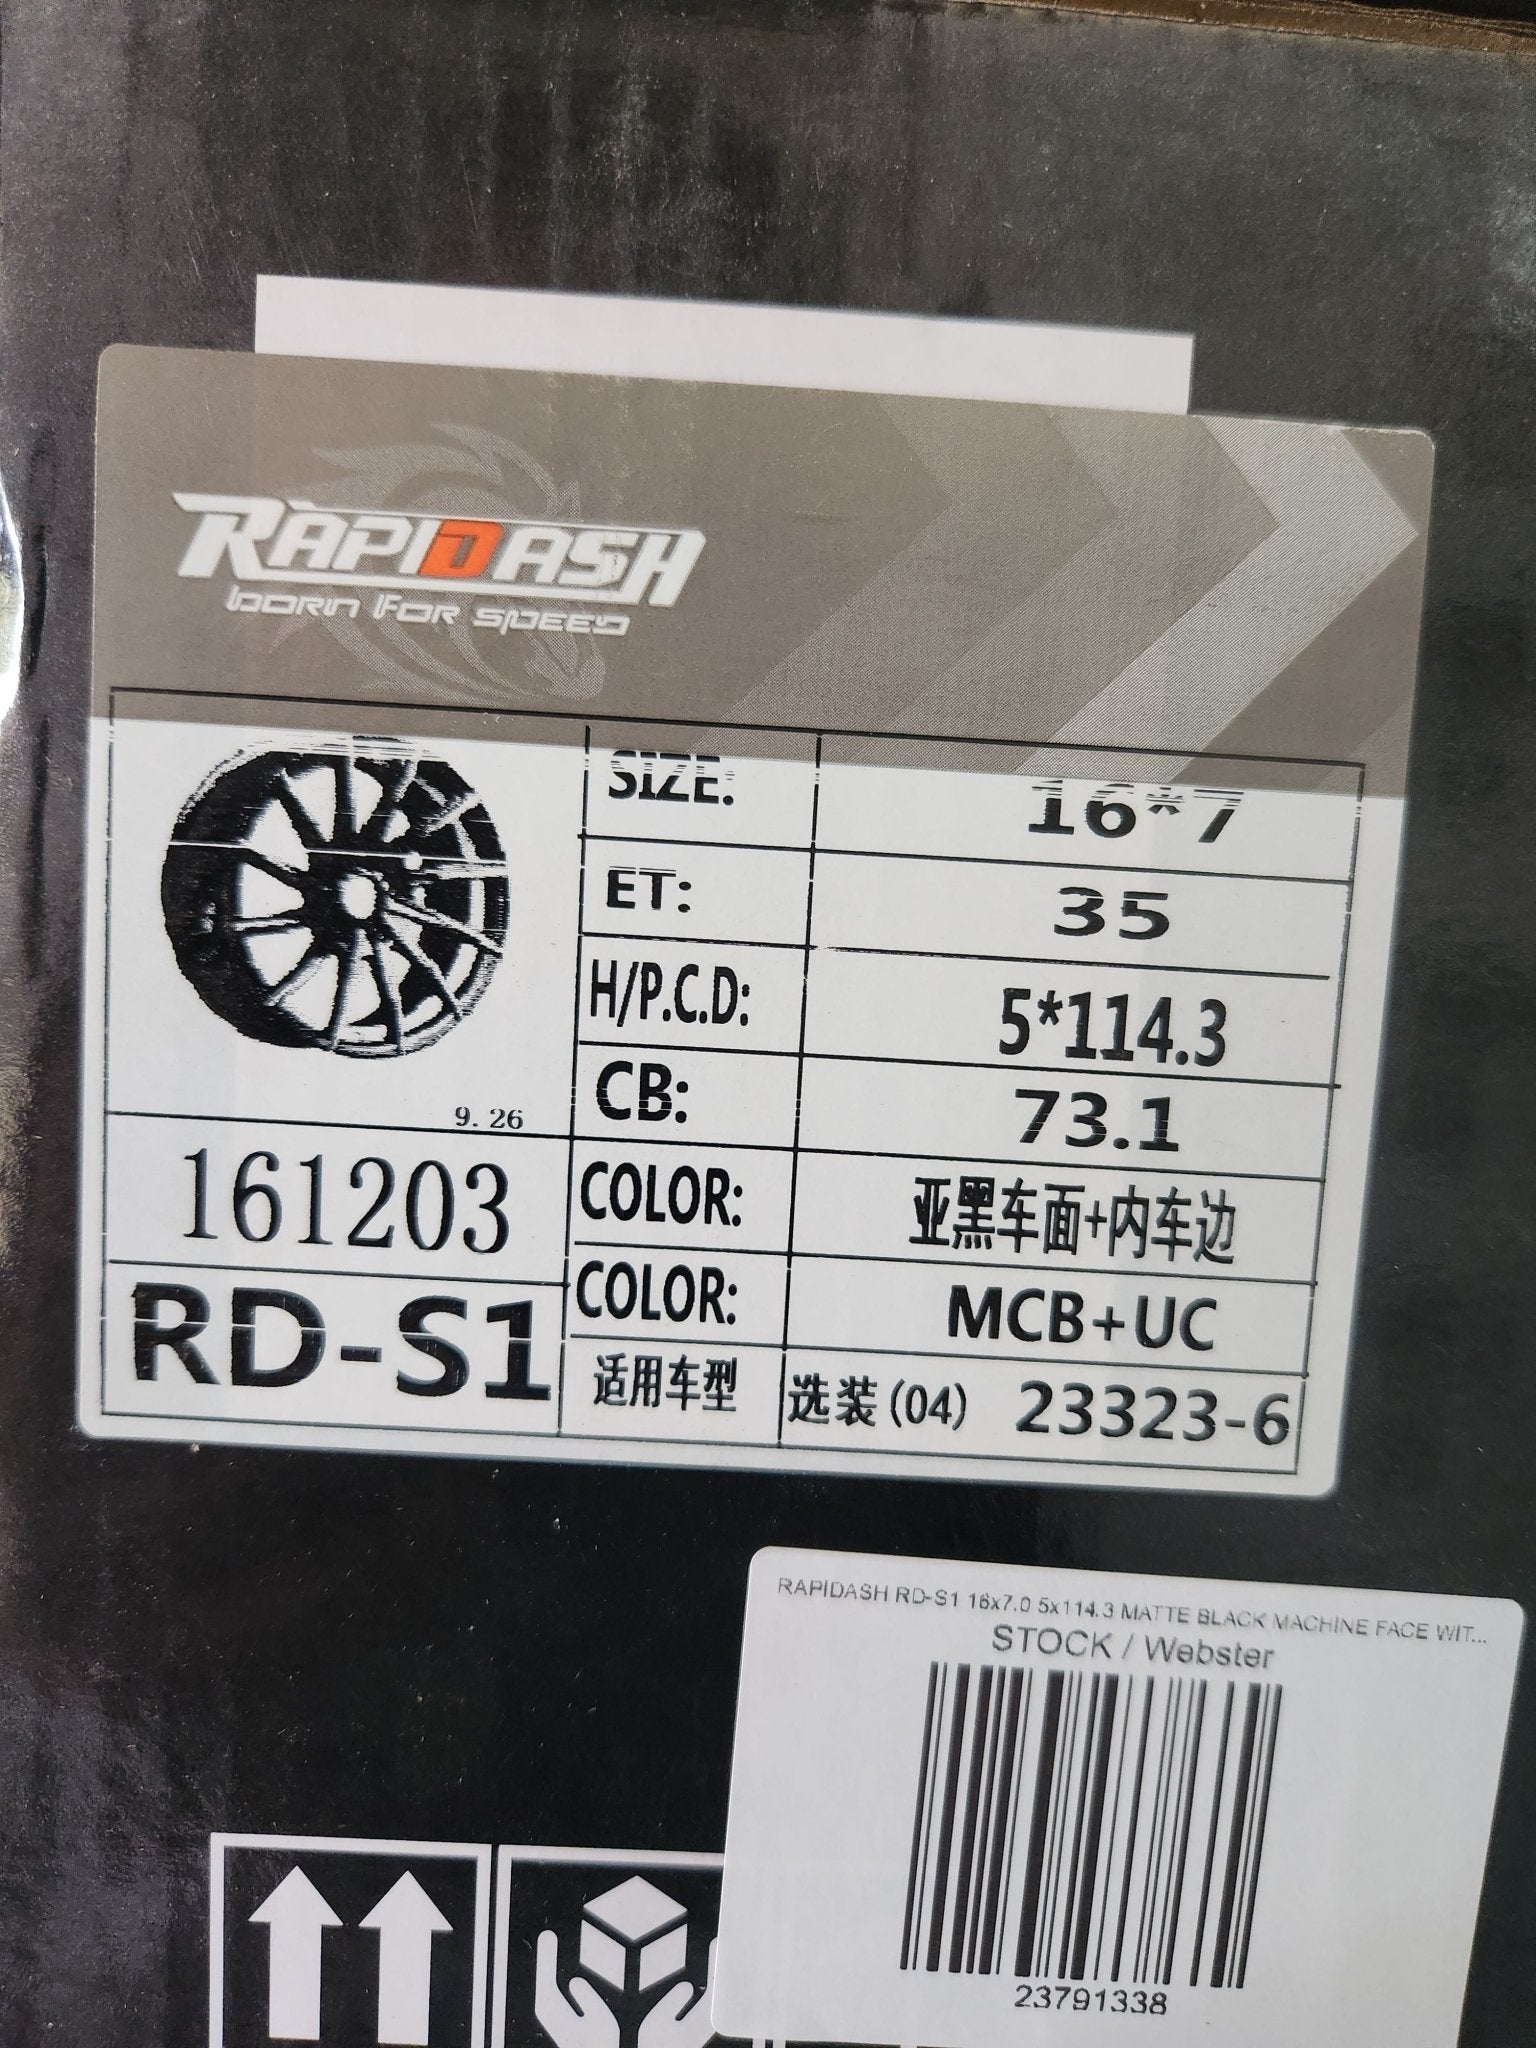 RAPIDASH
BORN FOR SPEED
SIZE: 16*7
ET: 35
H/P.C.D: 5*114.3
CB: 73.1
9.26
161203
COLOR: 亚黑车面+内车边
COLOR: MCB+UC
RD-S1
适用车型 选装(04) 23323-6
RAPIDASH RD-S1 16x7.0 5x114.3 MATTE BLACK MACHINE FACE WIT...
STOCK / Webster
23791338